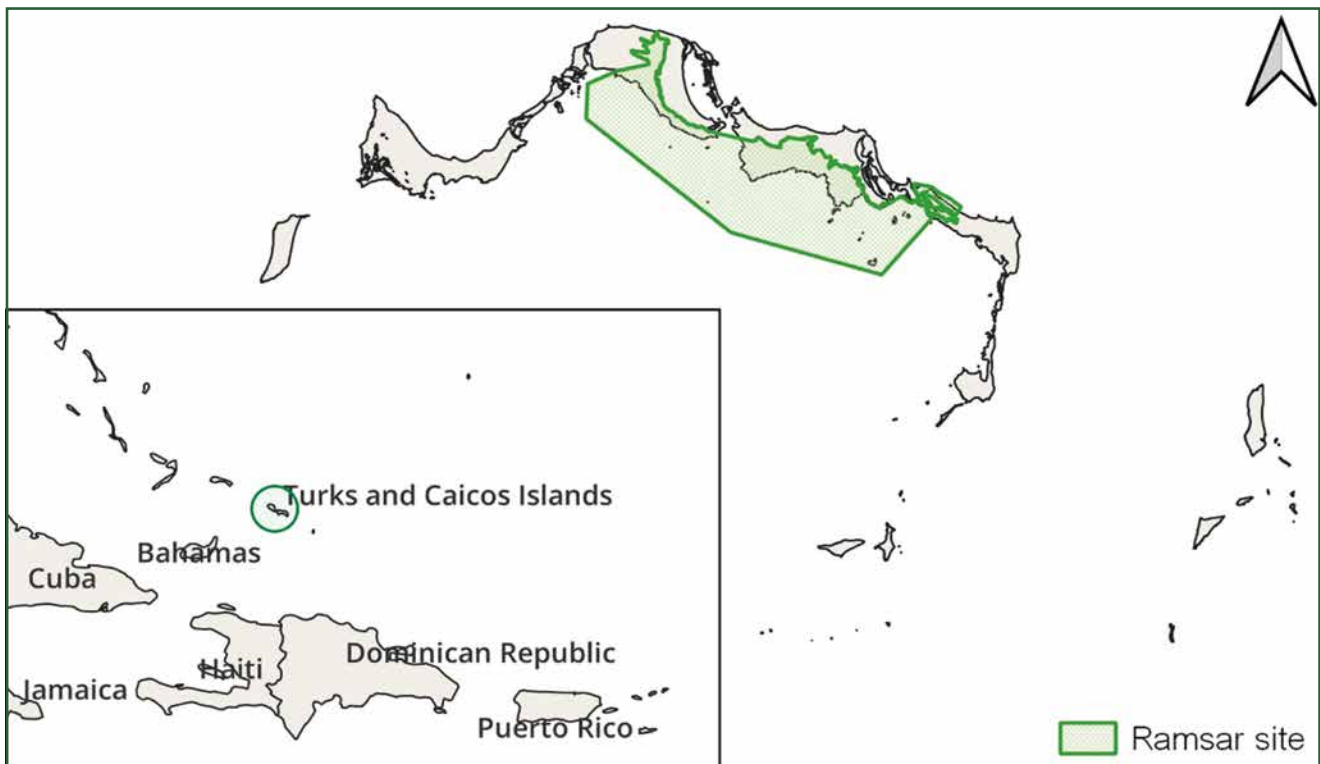 Turks and Caicos Islands
Bahamas
Cuba
Haiti
Dominican Republic
Jamaica
Puerto Rico
Ramsar site